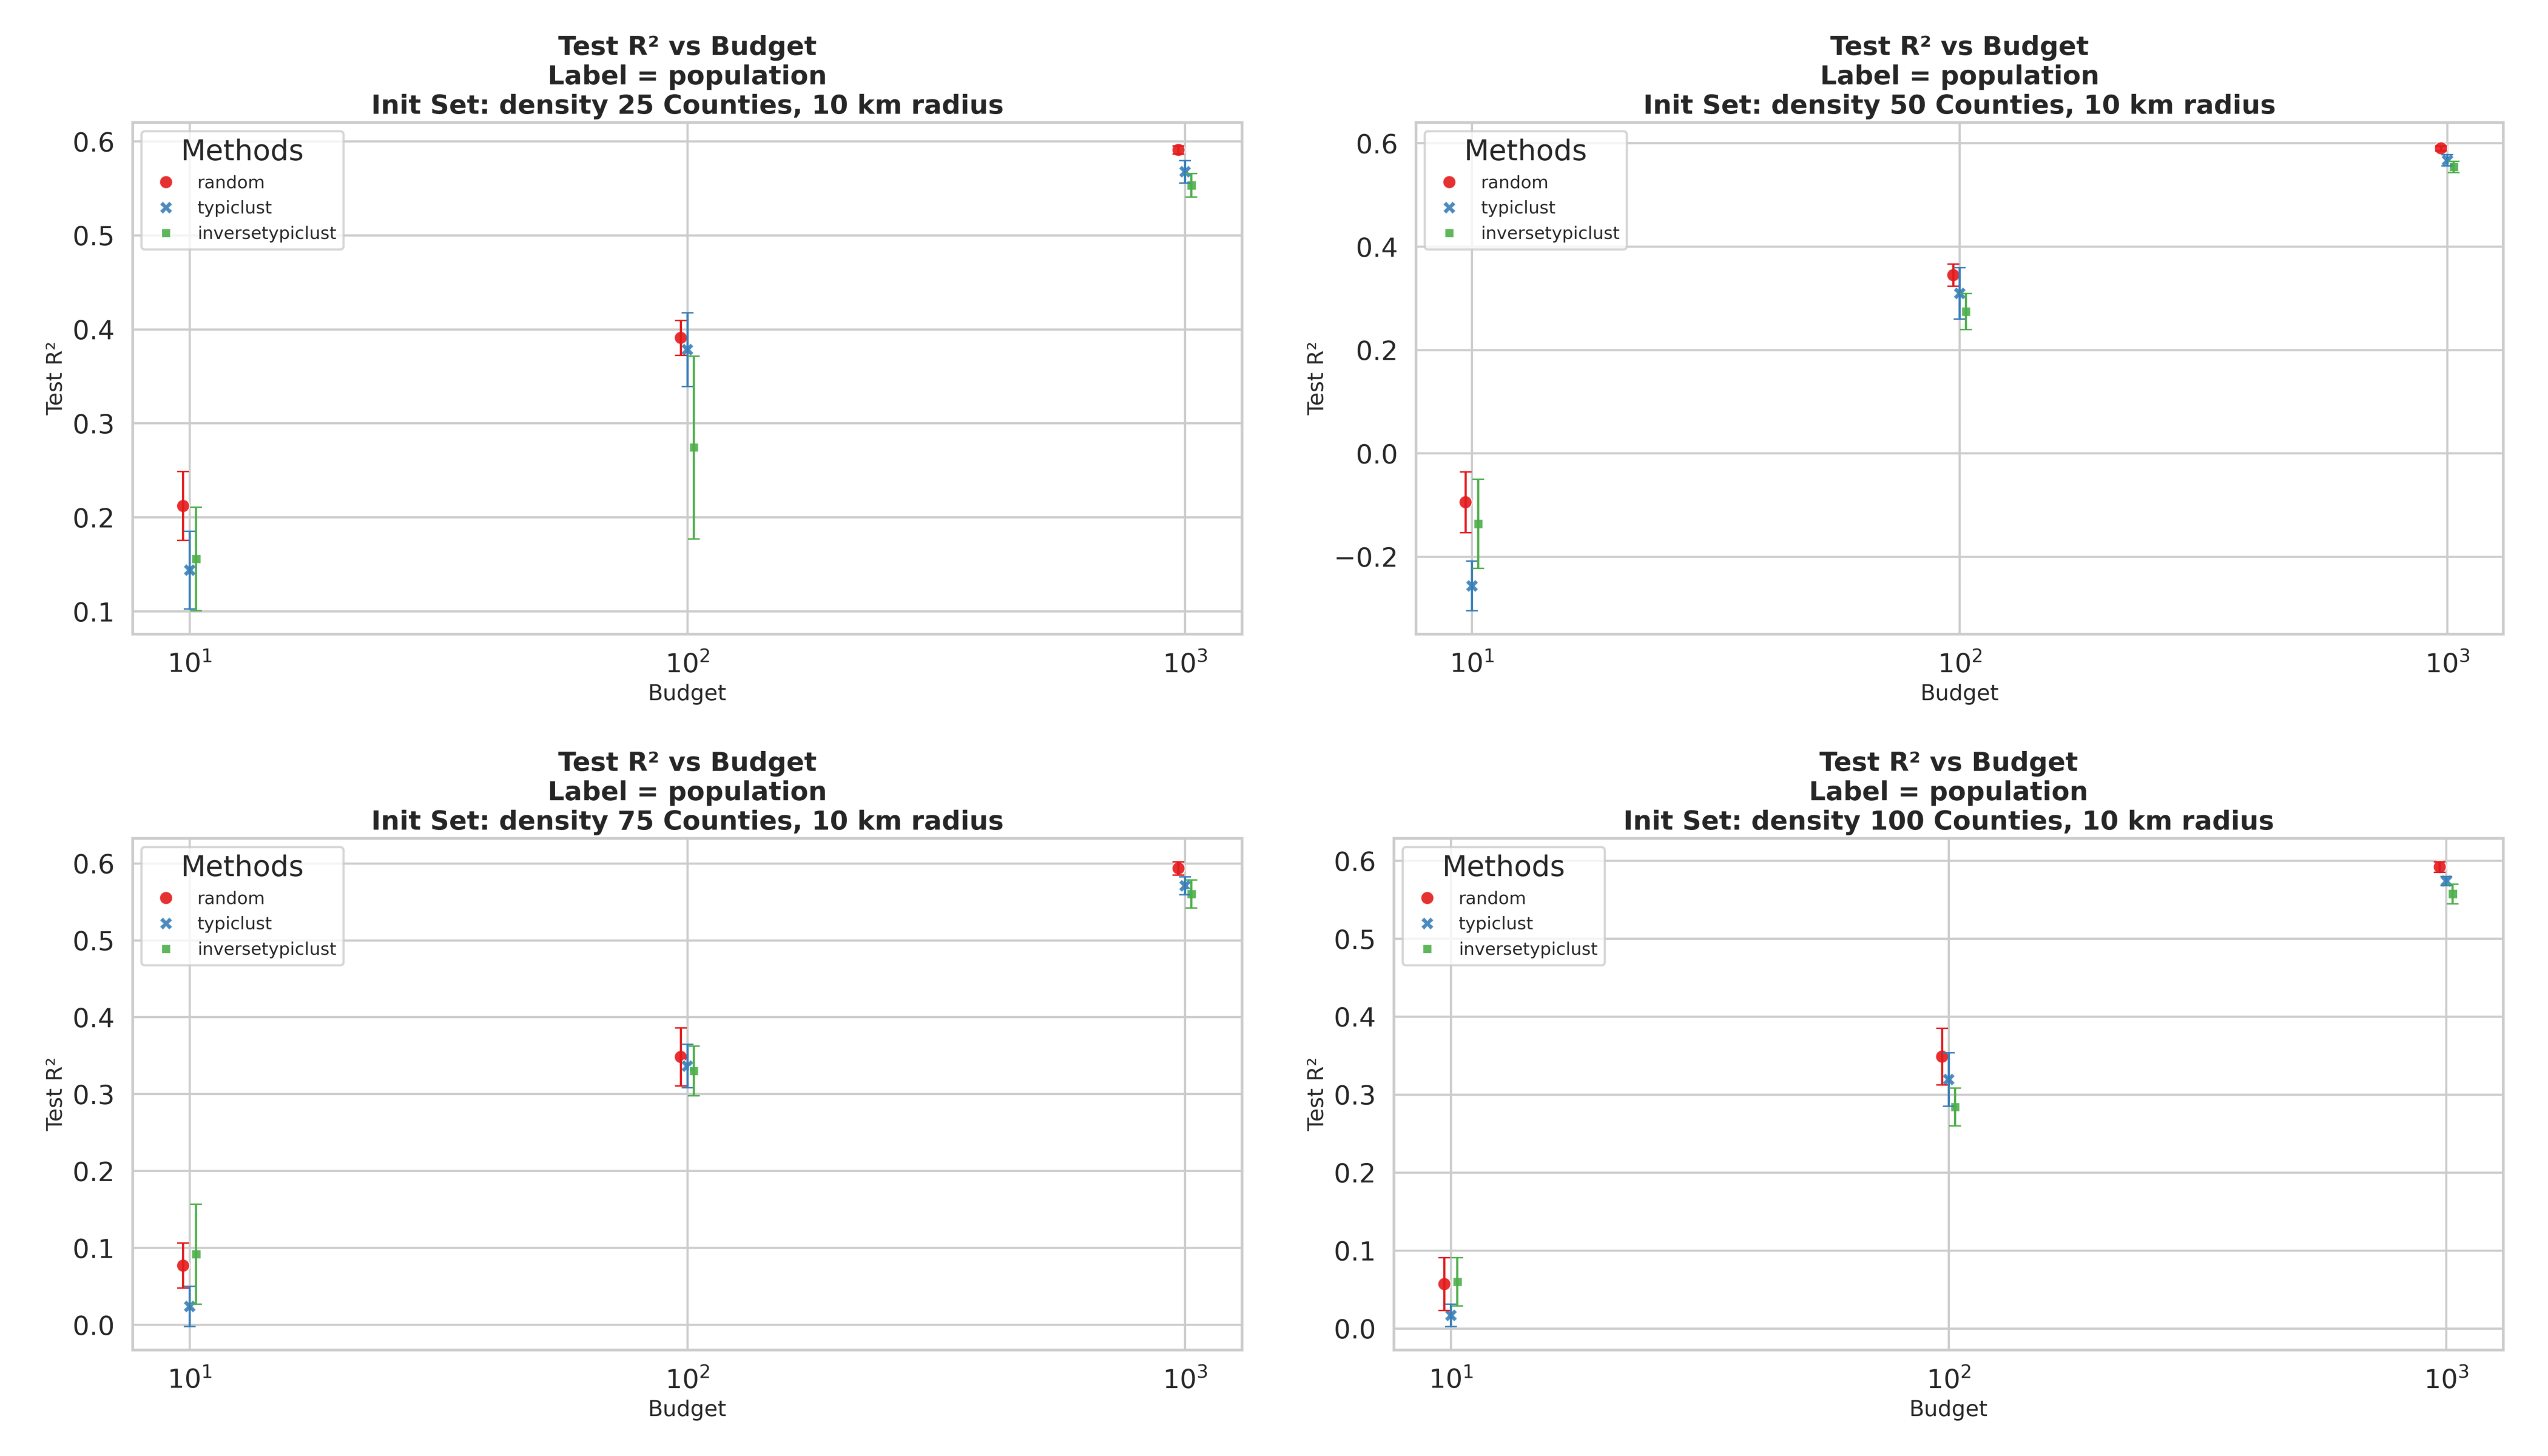 Test R² vs Budget
Label = population
Init Set: density 25 Counties, 10 km radius
Methods
random
typiclust
inversetypiclust
0.6
0.5
0.4
0.3
0.2
0.1
Test R²
10¹ 10² 10³
Budget
Test R² vs Budget
Label = population
Init Set: density 50 Counties, 10 km radius
Methods
random
typiclust
inversetypiclust
0.6
0.4
0.2
0.0
−0.2
Test R²
10¹ 10² 10³
Budget
Test R² vs Budget
Label = population
Init Set: density 75 Counties, 10 km radius
Methods
random
typiclust
inversetypiclust
0.6
0.5
0.4
0.3
0.2
0.1
0.0
Test R²
10¹ 10² 10³
Budget
Test R² vs Budget
Label = population
Init Set: density 100 Counties, 10 km radius
Methods
random
typiclust
inversetypiclust
0.6
0.5
0.4
0.3
0.2
0.1
0.0
Test R²
10¹ 10² 10³
Budget